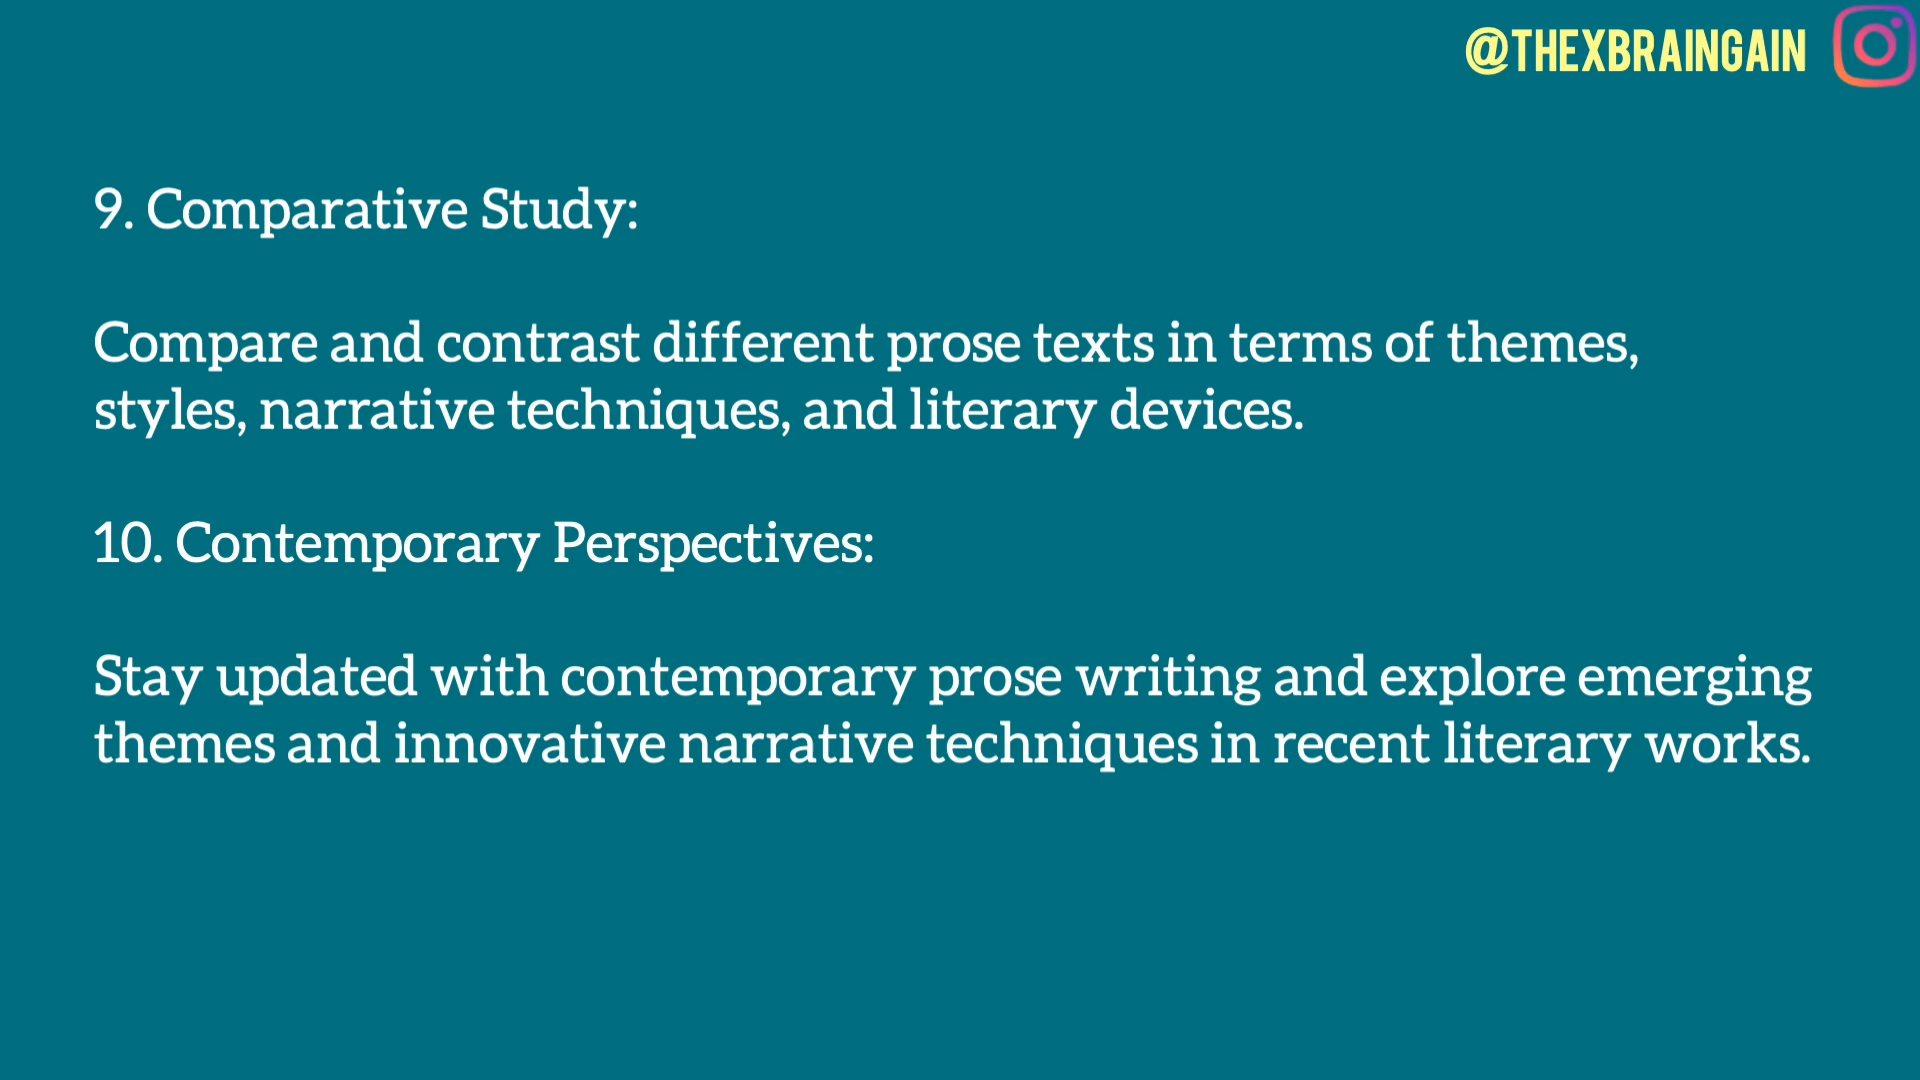 @THEXBRAINGAIN
9. Comparative Study:
Compare and contrast different prose texts in terms of themes,
styles, narrative techniques, and literary devices.
10. Contemporary Perspectives:
Stay updated with contemporary prose writing and explore emerging
themes and innovative narrative techniques in recent literary works.